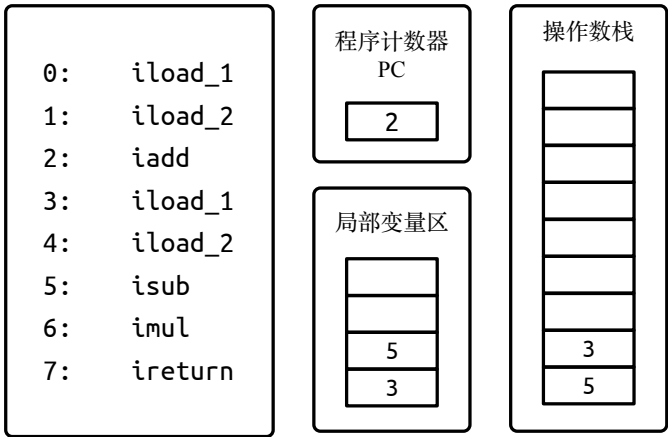 0: iload_1
1: iload_2
2: iadd
3: iload_1
4: iload_2
5: isub
6: imul
7: ireturn
程序计数器
PC
2
局部变量区
5
3
操作数栈
3
5